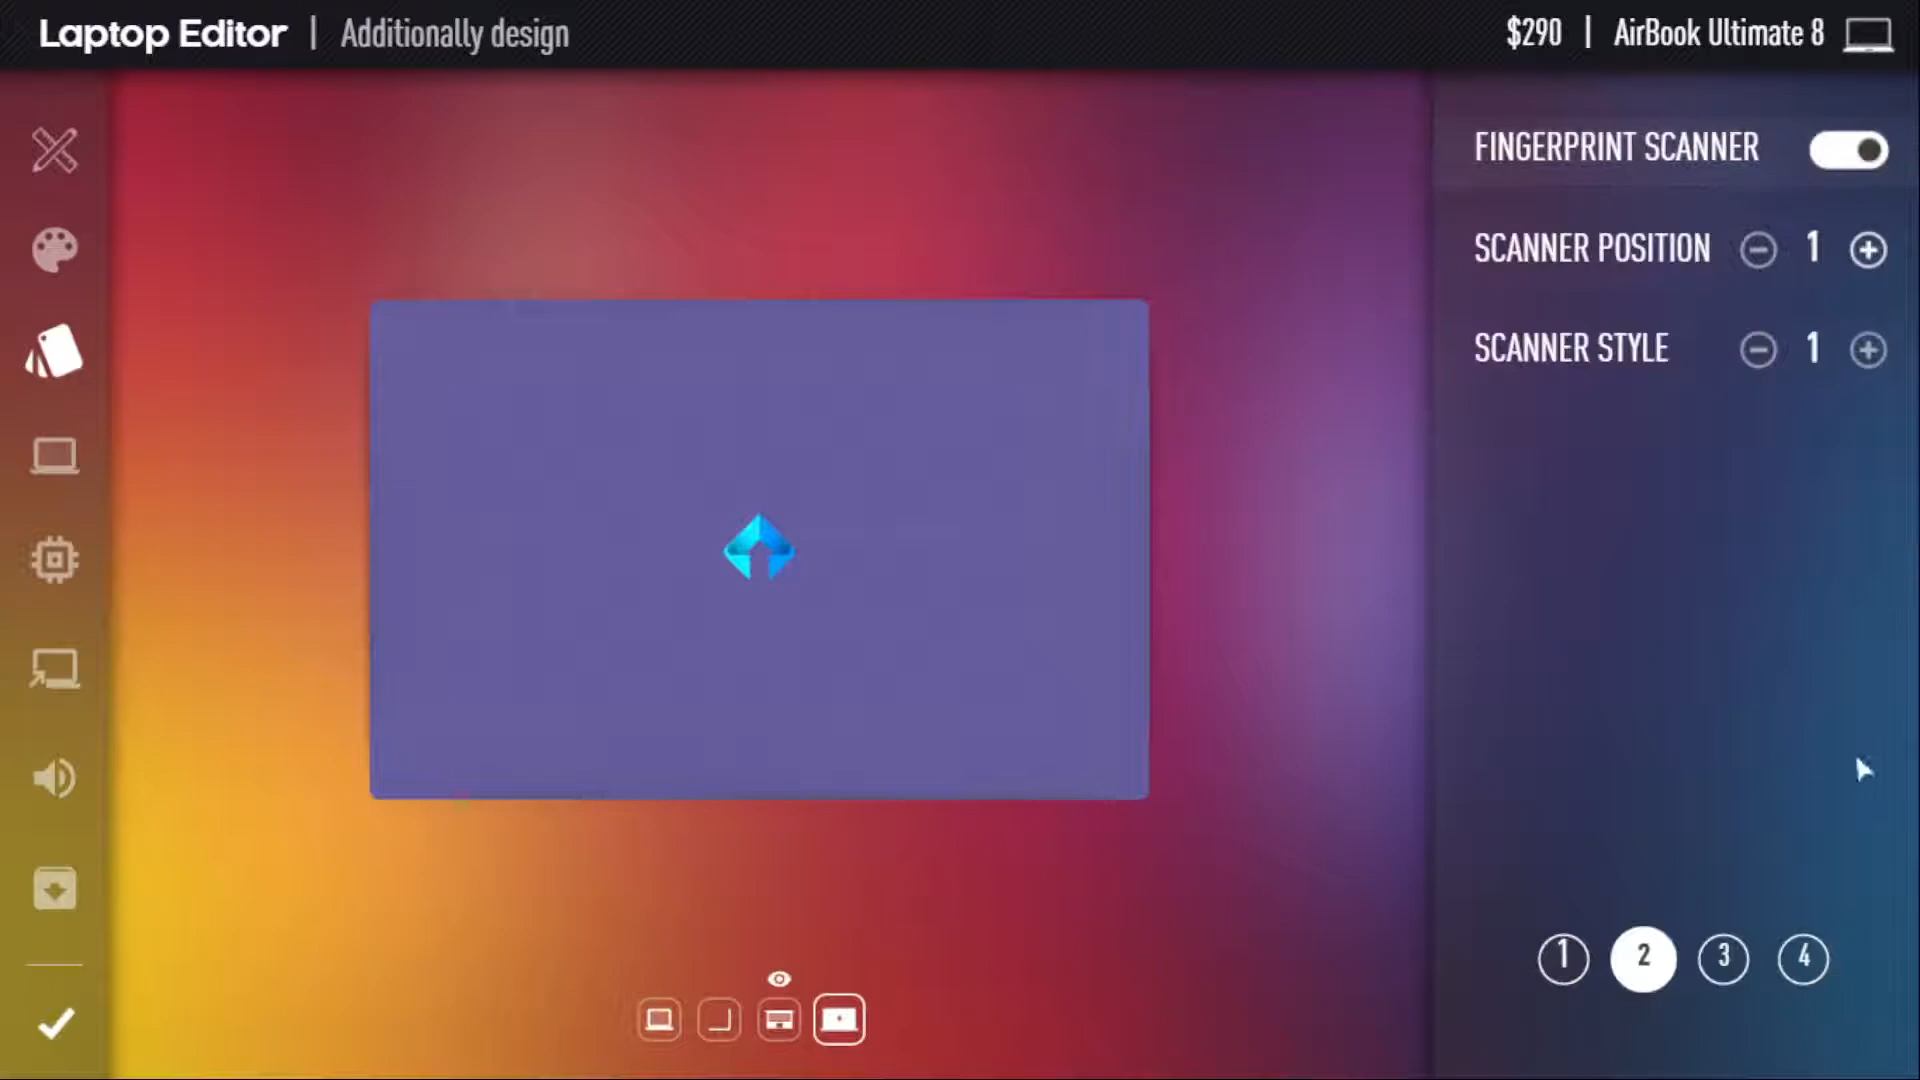 Laptop Editor | Additionally design
$290 | AirBook Ultimate 8
FINGERPRINT SCANNER
SCANNER POSITION 1
SCANNER STYLE 1
1 2 3 4